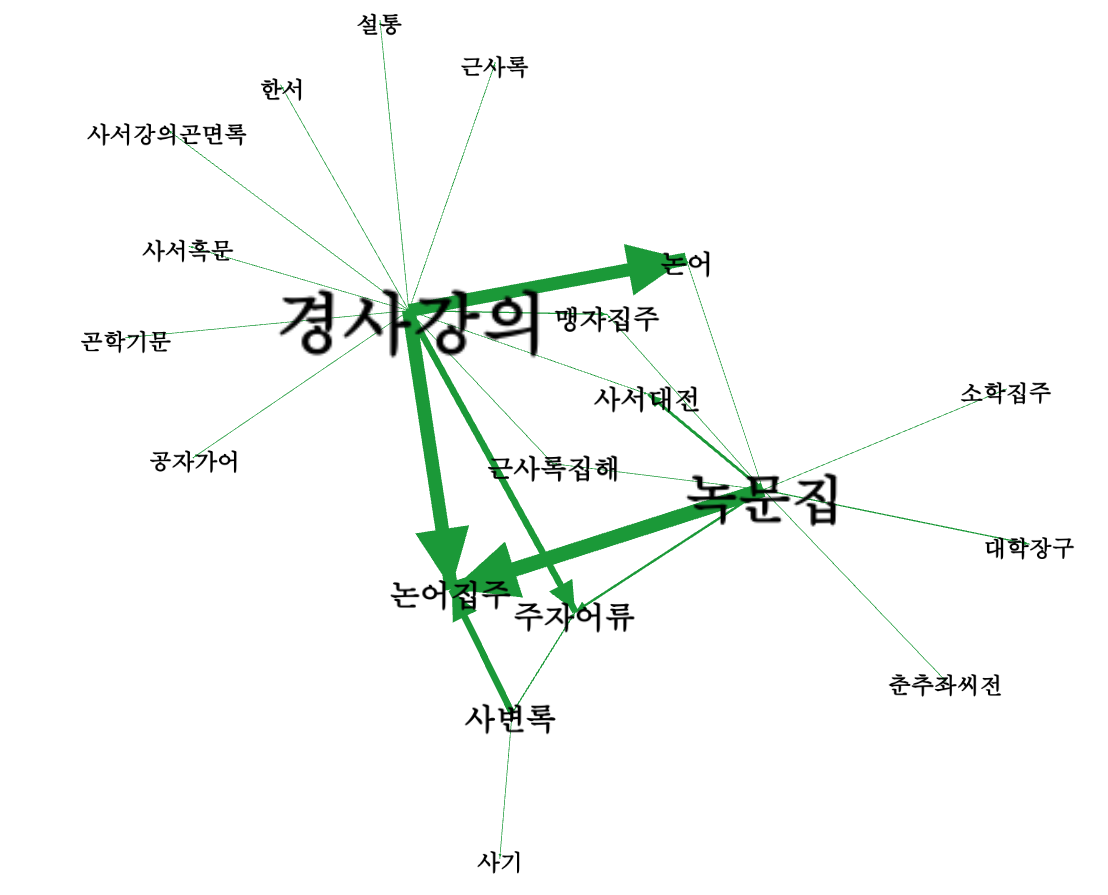 설통
근사록
한서
사서강의곤면록
사서혹문
논어
경사강의
맹자집주
곤학기문
사서대전
소학집주
공자가어
근사록집해
녹문집
대학장구
논어집주
주자어류
춘추좌씨전
사변록
사기